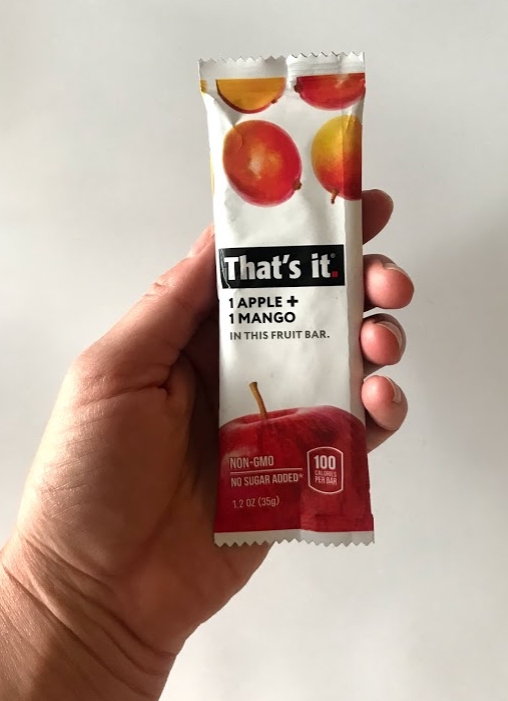 That's it.
1 APPLE +
1 MANGO
IN THIS FRUIT BAR.
NON-GMO
NO SUGAR ADDED*
1.2 OZ (35g)
100
CALORIES
PER BAR